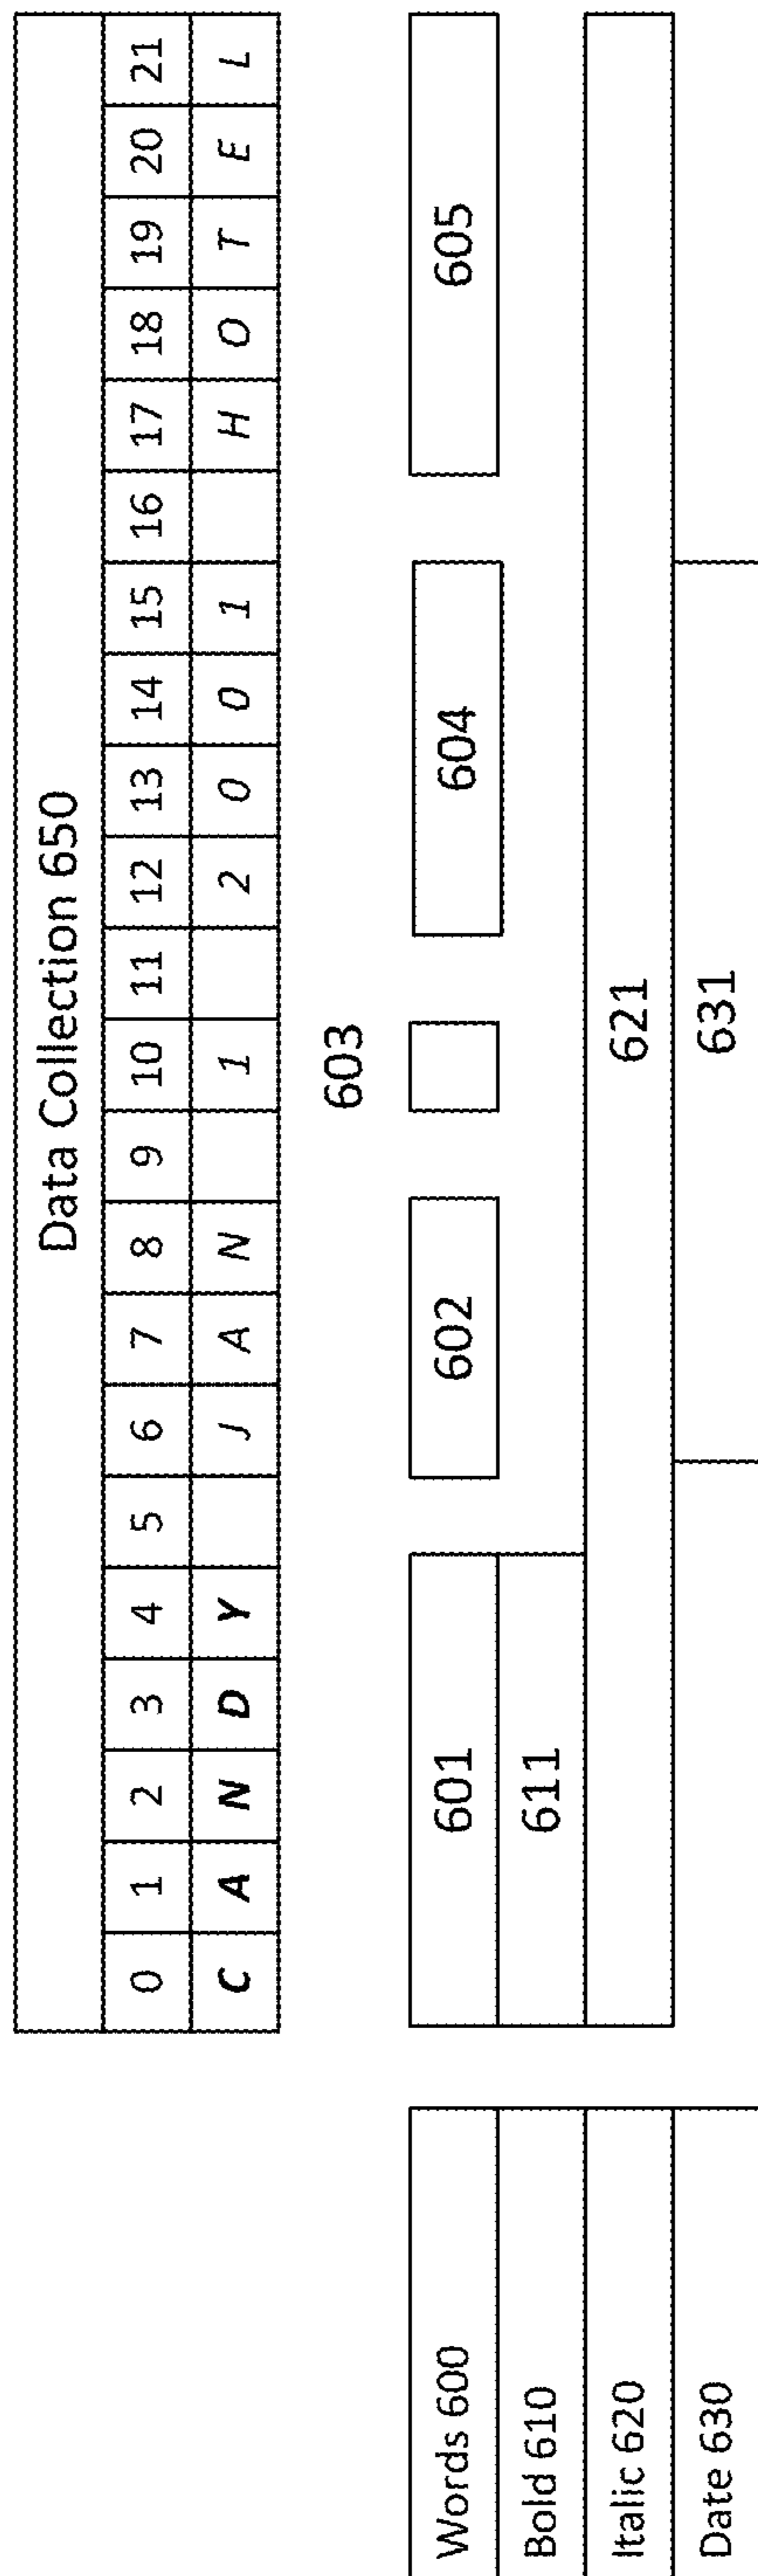 Data Collection 650
0 1 2 3 4 5 6 7 8 9 10 11 12 13 14 15 16 17 18 19 20 21
C A N D Y J A N 1 2 0 0 1 H O T E L
603
Words 600 601 602 604 605
Bold 610 611
Italic 620 621
Date 630 631